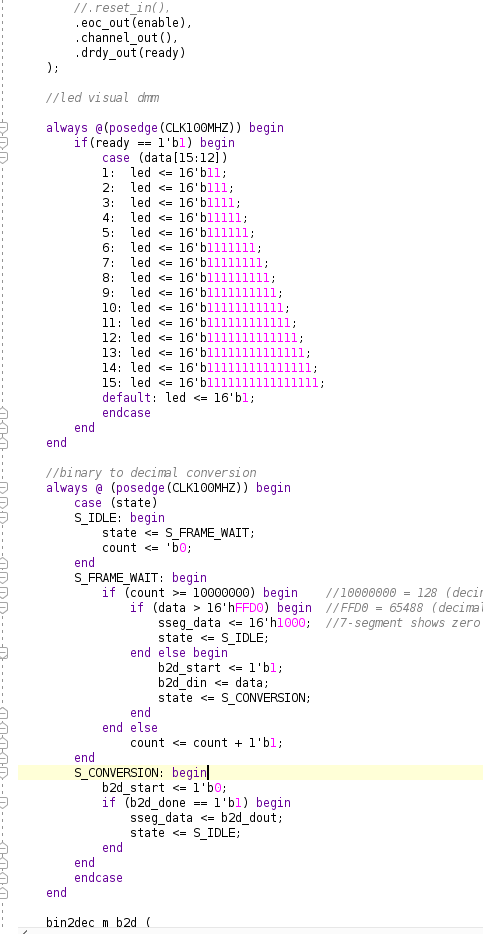 //.reset_in(),
.eoc_out(enable),
.channel_out(),
.drdy_out(ready)
);
//led visual dmm
always @(posedge(CLK100MHZ)) begin
if(ready == 1'b1) begin
case (data[15:12])
1:  led <= 16'b11;
2:  led <= 16'b111;
3:  led <= 16'b1111;
4:  led <= 16'b11111;
5:  led <= 16'b111111;
6:  led <= 16'b1111111;
7:  led <= 16'b11111111;
8:  led <= 16'b111111111;
9:  led <= 16'b1111111111;
10: led <= 16'b11111111111;
11: led <= 16'b111111111111;
12: led <= 16'b1111111111111;
13: led <= 16'b11111111111111;
14: led <= 16'b111111111111111;
15: led <= 16'b1111111111111111;
default: led <= 16'b1;
endcase
end
end
//binary to decimal conversion
always @ (posedge(CLK100MHZ)) begin
case (state)
S_IDLE: begin
state <= S_FRAME_WAIT;
count <= 'b0;
end
S_FRAME_WAIT: begin
if (count >= 10000000) begin    //10000000 = 128 (decim
if (data > 16'hFFD0) begin  //FFD0 = 65488 (decimal
sseg_data <= 16'h1000;  //7-segment shows zero
state <= S_IDLE;
end else begin
b2d_start <= 1'b1;
b2d_din <= data;
state <= S_CONVERSION;
end
end else
count <= count + 1'b1;
end
S_CONVERSION: begin
b2d_start <= 1'b0;
if (b2d_done == 1'b1) begin
sseg_data <= b2d_dout;
state <= S_IDLE;
end
end
endcase
end
bin2dec m_b2d (